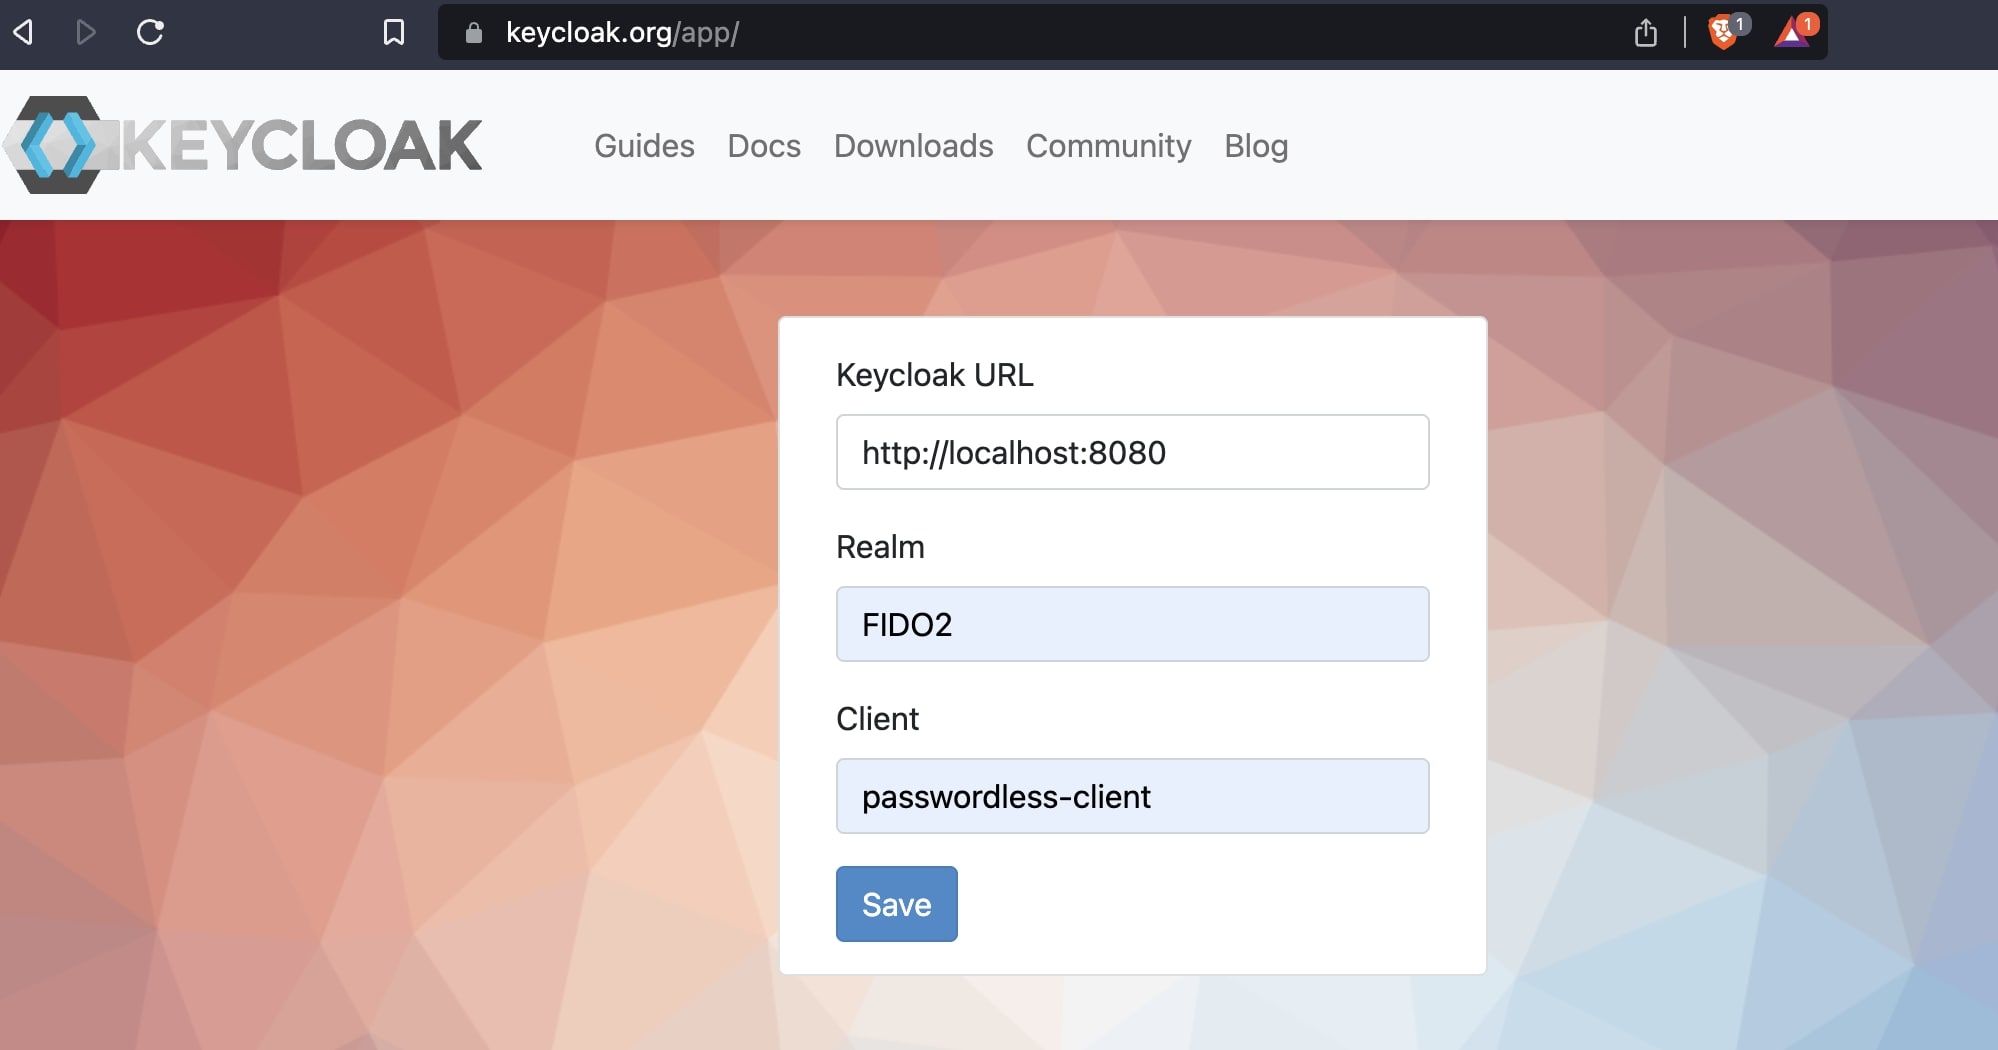 keycloak.org/app/
1
1
KEYCLOAK
Guides Docs Downloads Community Blog
Keycloak URL
http://localhost:8080
Realm
FIDO2
Client
passwordless-client
Save